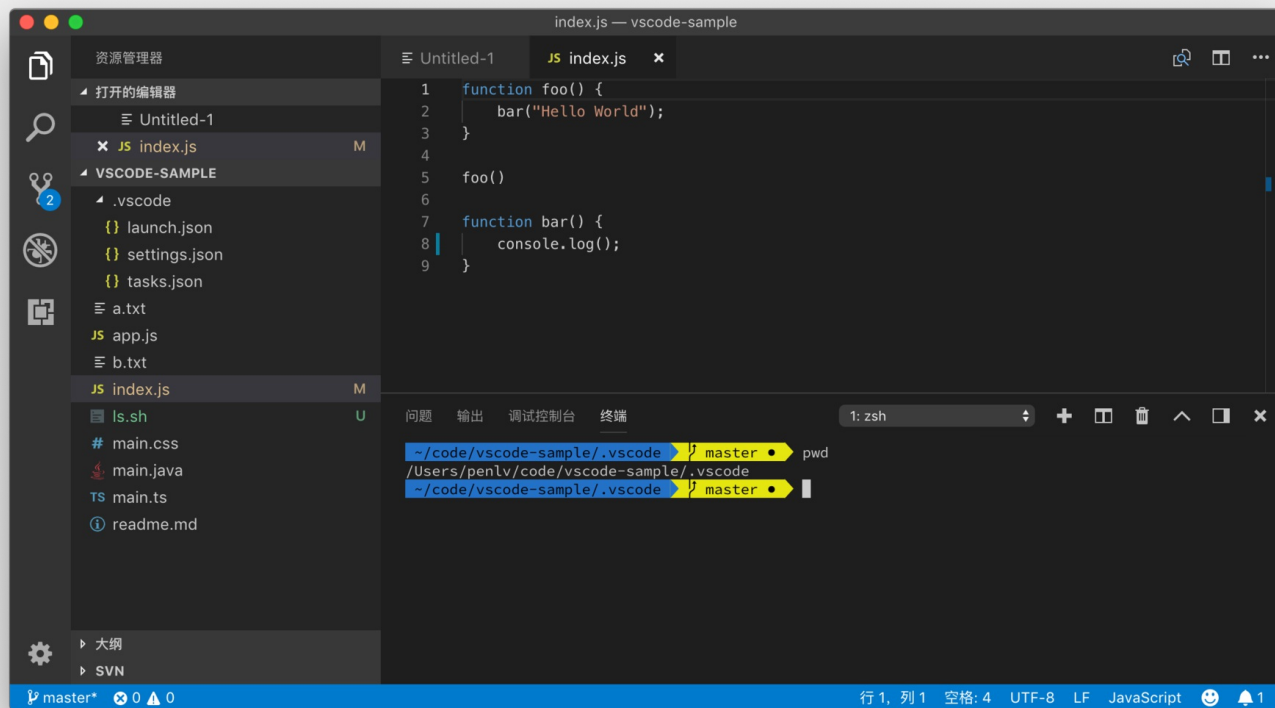 index.js — vscode-sample
资源管理器
打开的编辑器
Untitled-1
JS index.js M
VSCODE-SAMPLE
.vscode
{} launch.json
{} settings.json
{} tasks.json
a.txt
JS app.js
b.txt
JS index.js M
ls.sh U
# main.css
main.java
TS main.ts
readme.md
大纲
SVN
2
Untitled-1
JS index.js
1 function foo() {
2 bar("Hello World");
3 }
4
5 foo()
6
7 function bar() {
8 console.log();
9 }
问题 输出 调试控制台 终端 1: zsh
~/code/vscode-sample/.vscode master ● pwd
/Users/penlv/code/vscode-sample/.vscode
~/code/vscode-sample/.vscode master ●
master* 0 0 行 1, 列 1 空格: 4 UTF-8 LF JavaScript 1